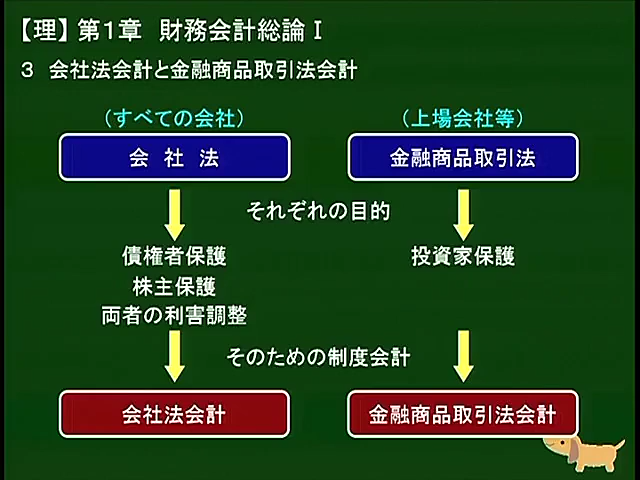 【理】第１章　財務会計総論Ⅰ
３　会社法会計と金融商品取引法会計
（すべての会社）　（上場会社等）
会　社　法　金融商品取引法
それぞれの目的
債権者保護　投資家保護
株主保護
両者の利害調整
そのための制度会計
会社法会計　金融商品取引法会計